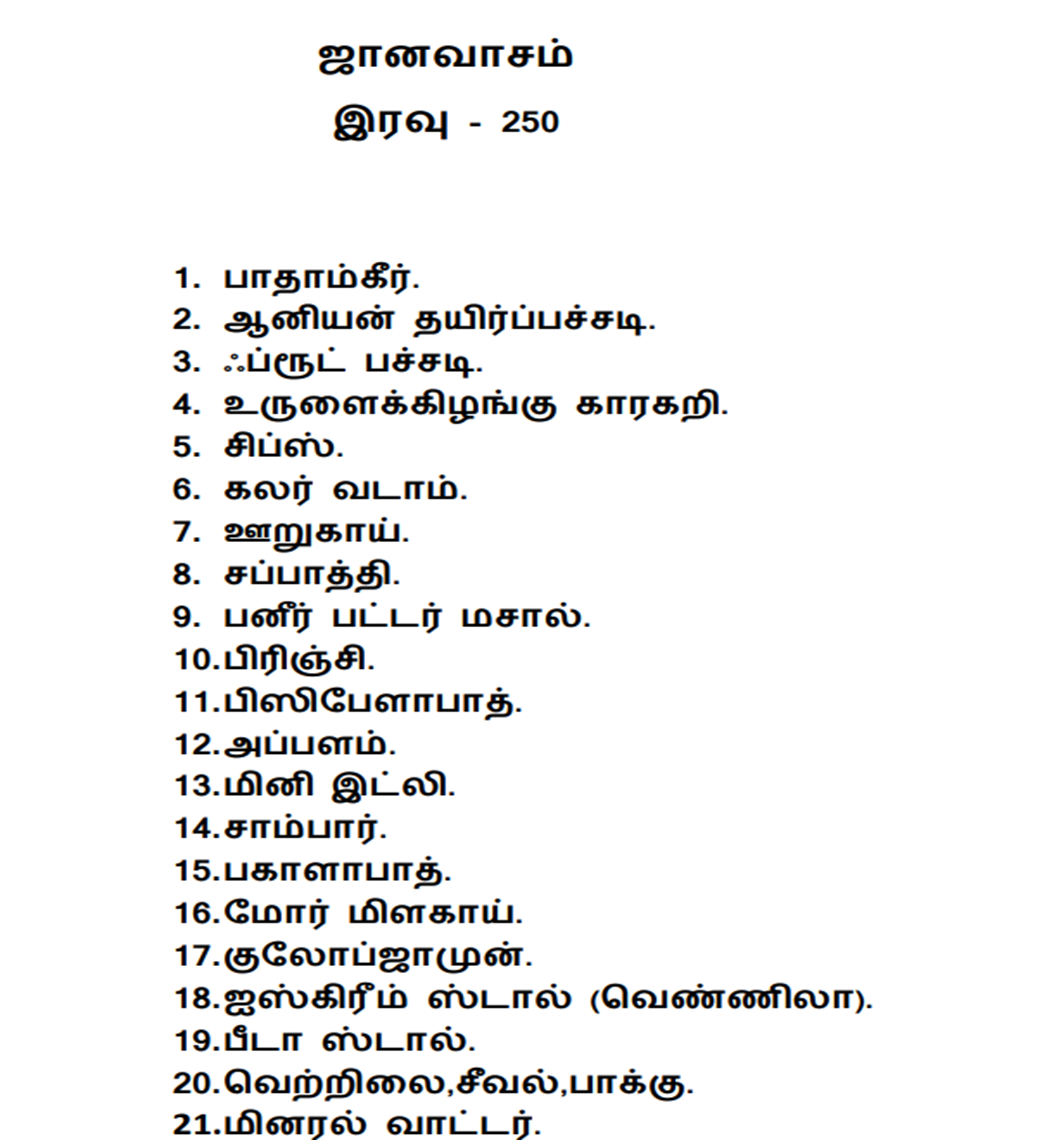 ஜானவாசம்
இரவு - 250
1. பாதாம்கீர்.
2. ஆனியன் தயிர்ப்பச்சடி.
3. ஃப்ரூட் பச்சடி.
4. உருளைக்கிழங்கு காரகறி.
5. சிப்ஸ்.
6. கலர் வடாம்.
7. ஊறுகாய்.
8. சப்பாத்தி.
9. பனீர் பட்டர் மசால்.
10.பிரிஞ்சி.
11.பிஸிபேளாபாத்.
12.அப்பளம்.
13.மினி இட்லி.
14.சாம்பார்.
15.பகாளாபாத்.
16.மோர் மிளகாய்.
17.குலோப்ஜாமுன்.
18.ஐஸ்கிரீம் ஸ்டால் (வெண்ணிலா).
19.பீடா ஸ்டால்.
20.வெற்றிலை,சீவல்,பாக்கு.
21.மினரல் வாட்டர்.